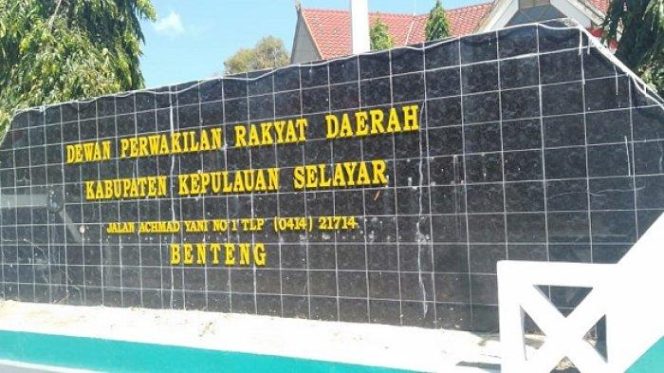 DEWAN PERWAKILAN RAKYAT DAERAH
KABUPATEN KEPULAUAN SELAYAR
JALAN ACHMAD YANI NO 1 TLP (0414) 21714
BENTENG